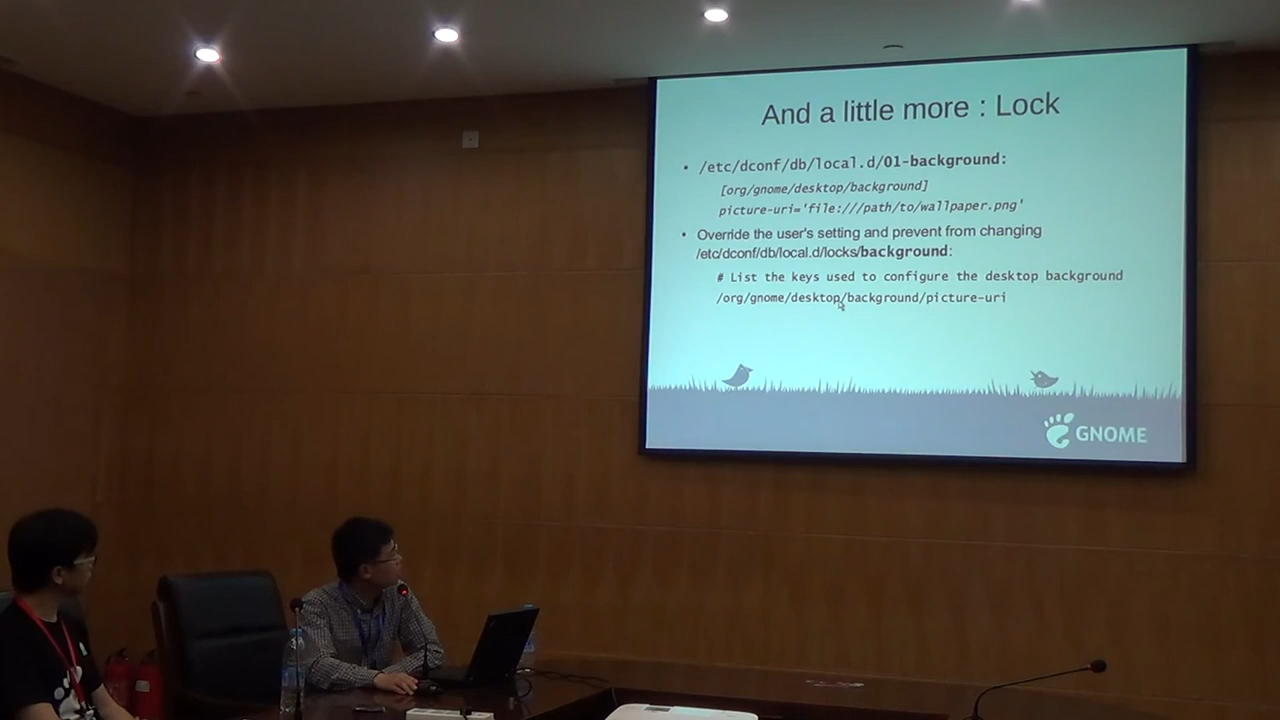 And a little more : Lock
/etc/dconf/db/local.d/01-background:
[org/gnome/desktop/background]
picture-uri='file:///path/to/wallpaper.png'
Override the user's setting and prevent from changing
/etc/dconf/db/local.d/locks/background:
# List the keys used to configure the desktop background
/org/gnome/desktop/background/picture-uri
GNOME